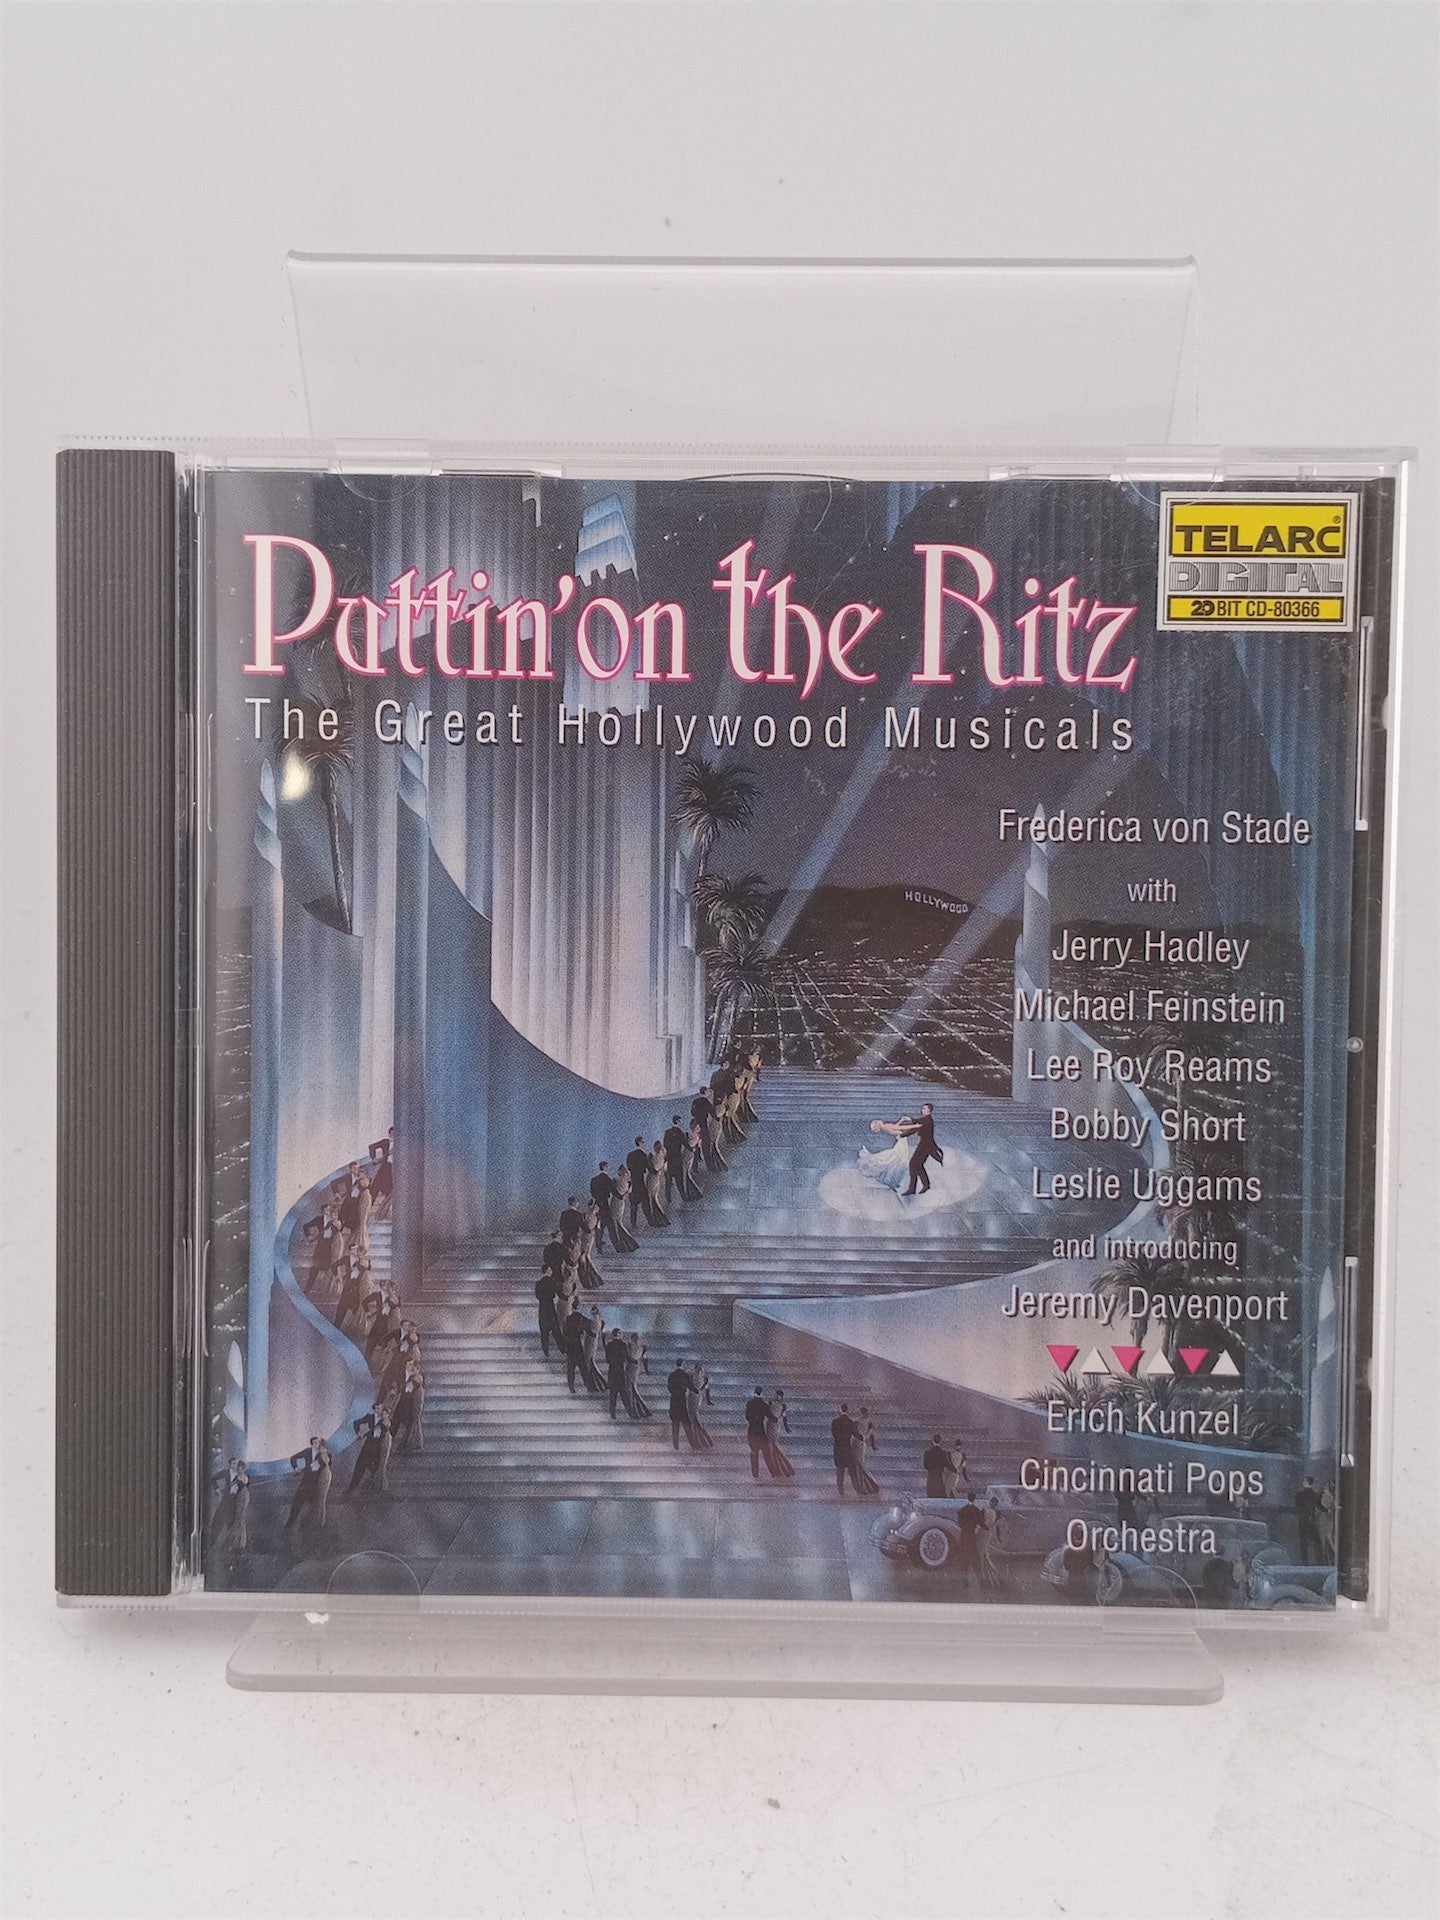 Puttin' on the Ritz
The Great Hollywood Musicals
TELARC®
DIGITAL
20 BIT CD-80366
Frederica von Stade
with
Jerry Hadley
HOLLYWOOD
Michael Feinstein
Lee Roy Reams
Bobby Short
Leslie Uggams
and introducing
Jeremy Davenport
Erich Kunzel
Cincinnati Pops
Orchestra